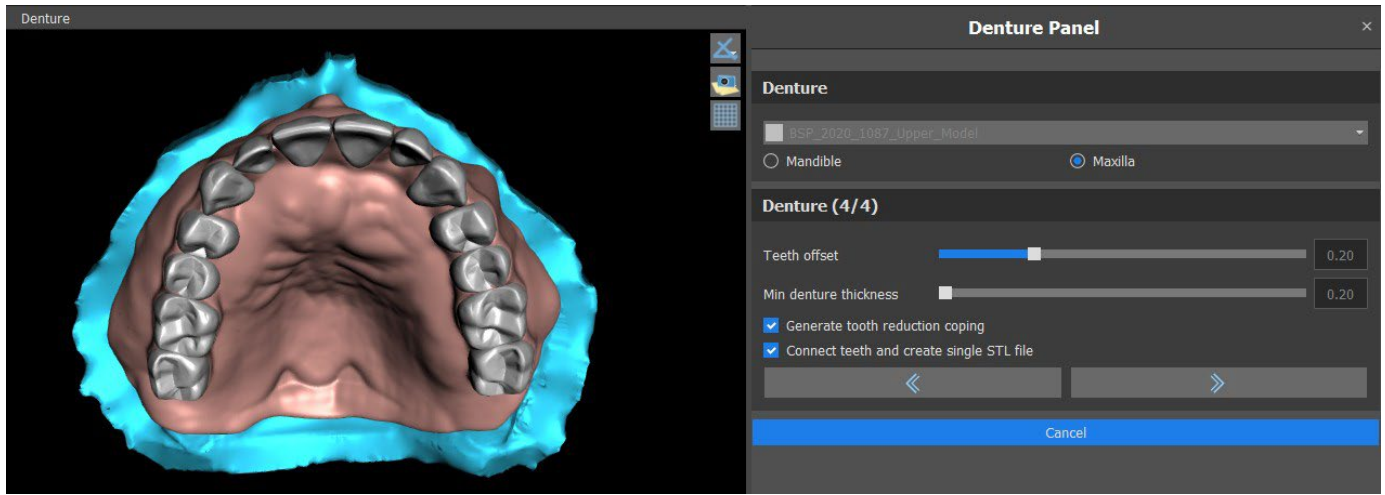 Denture
Denture Panel ×
Denture
BSP_2020_1087_Upper_Model
Mandible Maxilla
Denture (4/4)
Teeth offset 0.20
Min denture thickness 0.20
Generate tooth reduction coping
Connect teeth and create single STL file
Cancel